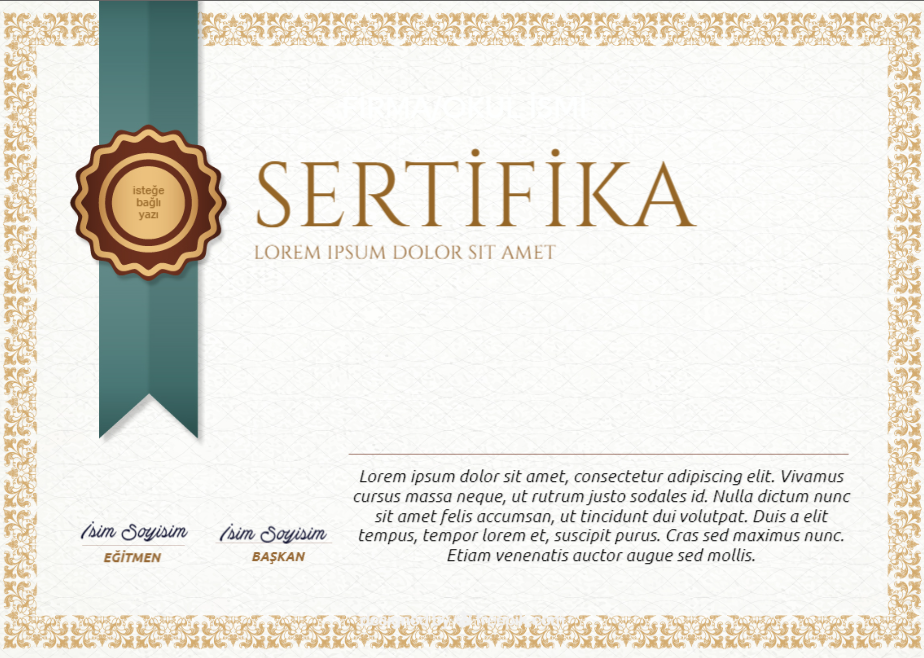 SERTİFİKA
LOREM IPSUM DOLOR SIT AMET
isteğe
bağlı
yazı
Lorem ipsum dolor sit amet, consectetur adipiscing elit. Vivamus
cursus massa neque, ut rutrum justo sodales id. Nulla dictum nunc
sit amet felis accumsan, ut tincidunt dui volutpat. Duis a elit
tempus, tempor lorem et, suscipit purus. Cras sed maximus nunc.
Etiam venenatis auctor augue sed mollis.
İsim Soyisim
EĞİTMEN
İsim Soyisim
BAŞKAN